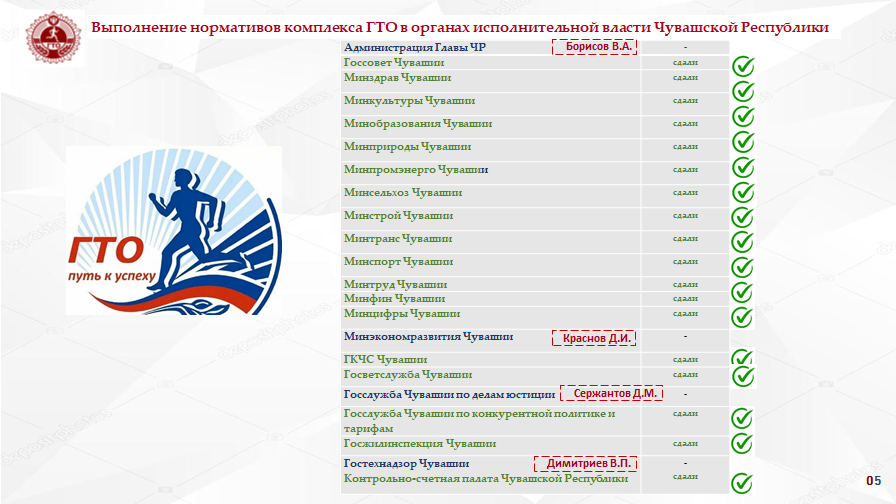 Выполнение нормативов комплекса ГТО в органах исполнительной власти Чувашской Республики
Администрация Главы ЧР Борисов В.А. -
Госсовет Чувашии сдали
Минздрав Чувашии сдали
Минкультуры Чувашии сдали
Минобразования Чувашии сдали
Минприроды Чувашии сдали
Минпромэнерго Чувашии сдали
Минсельхоз Чувашии сдали
Минстрой Чувашии сдали
Минтранс Чувашии сдали
Минспорт Чувашии сдали
Минтруд Чувашии сдали
Минфин Чувашии сдали
Минцифры Чувашии сдали
Минэкономразвития Чувашии Краснов Д.И. -
ГКЧС Чувашии сдали
Госветслужба Чувашии сдали
Госслужба Чувашии по делам юстиции Сержантов Д.М. -
Госслужба Чувашии по конкурентной политике и сдали
тарифам
Госжилинспекция Чувашии сдали
Гостехнадзор Чувашии Димитриев В.П. -
Контрольно-счетная палата Чувашской Республики сдали
ГТО
путь к успеху
05